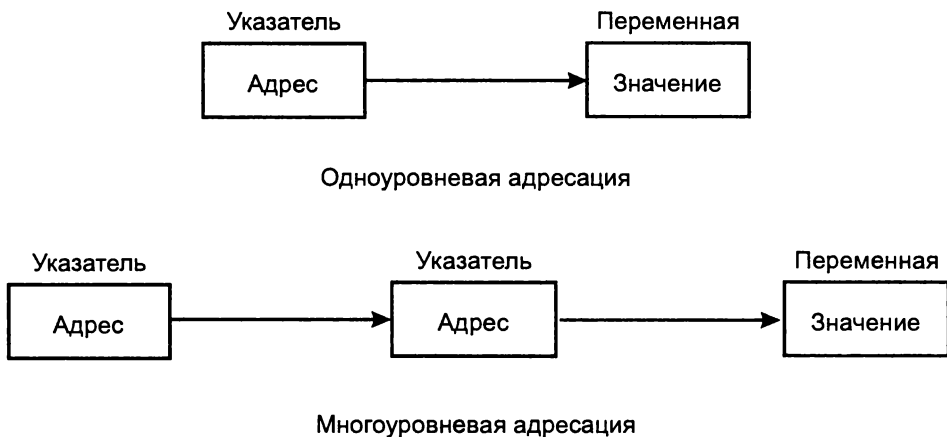 Указатель Переменная
Адрес Значение
Одноуровневая адресация
Указатель Указатель Переменная
Адрес Адрес Значение
Многоуровневая адресация